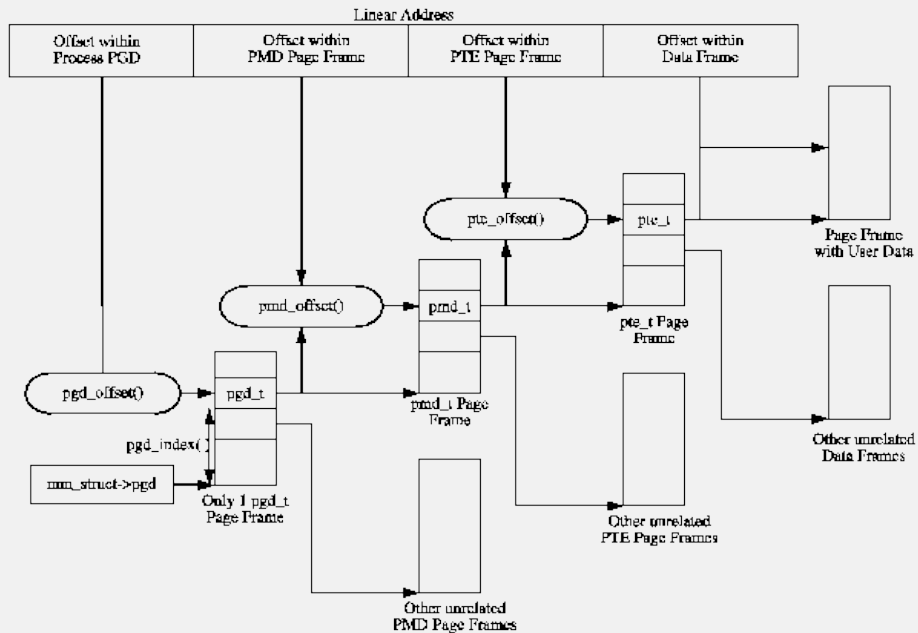 Linear Address
Offset within
Process PGD
Offset within
PMD Page Frame
Offset within
PTE Page Frame
Offset within
Data Frame
pte_offset()
pte_t
Page Frame
with User Data
pmd_offset()
pmd_t
pte_t Page
Frame
pgd_offset()
pgd_t
pmd_t Page
Frame
pgd_index()
Other unrelated
Data Frames
mm_struct->pgd
Only 1 pgd_t
Page Frame
Other unrelated
PTE Page Frames
Other unrelated
PMD Page Frames